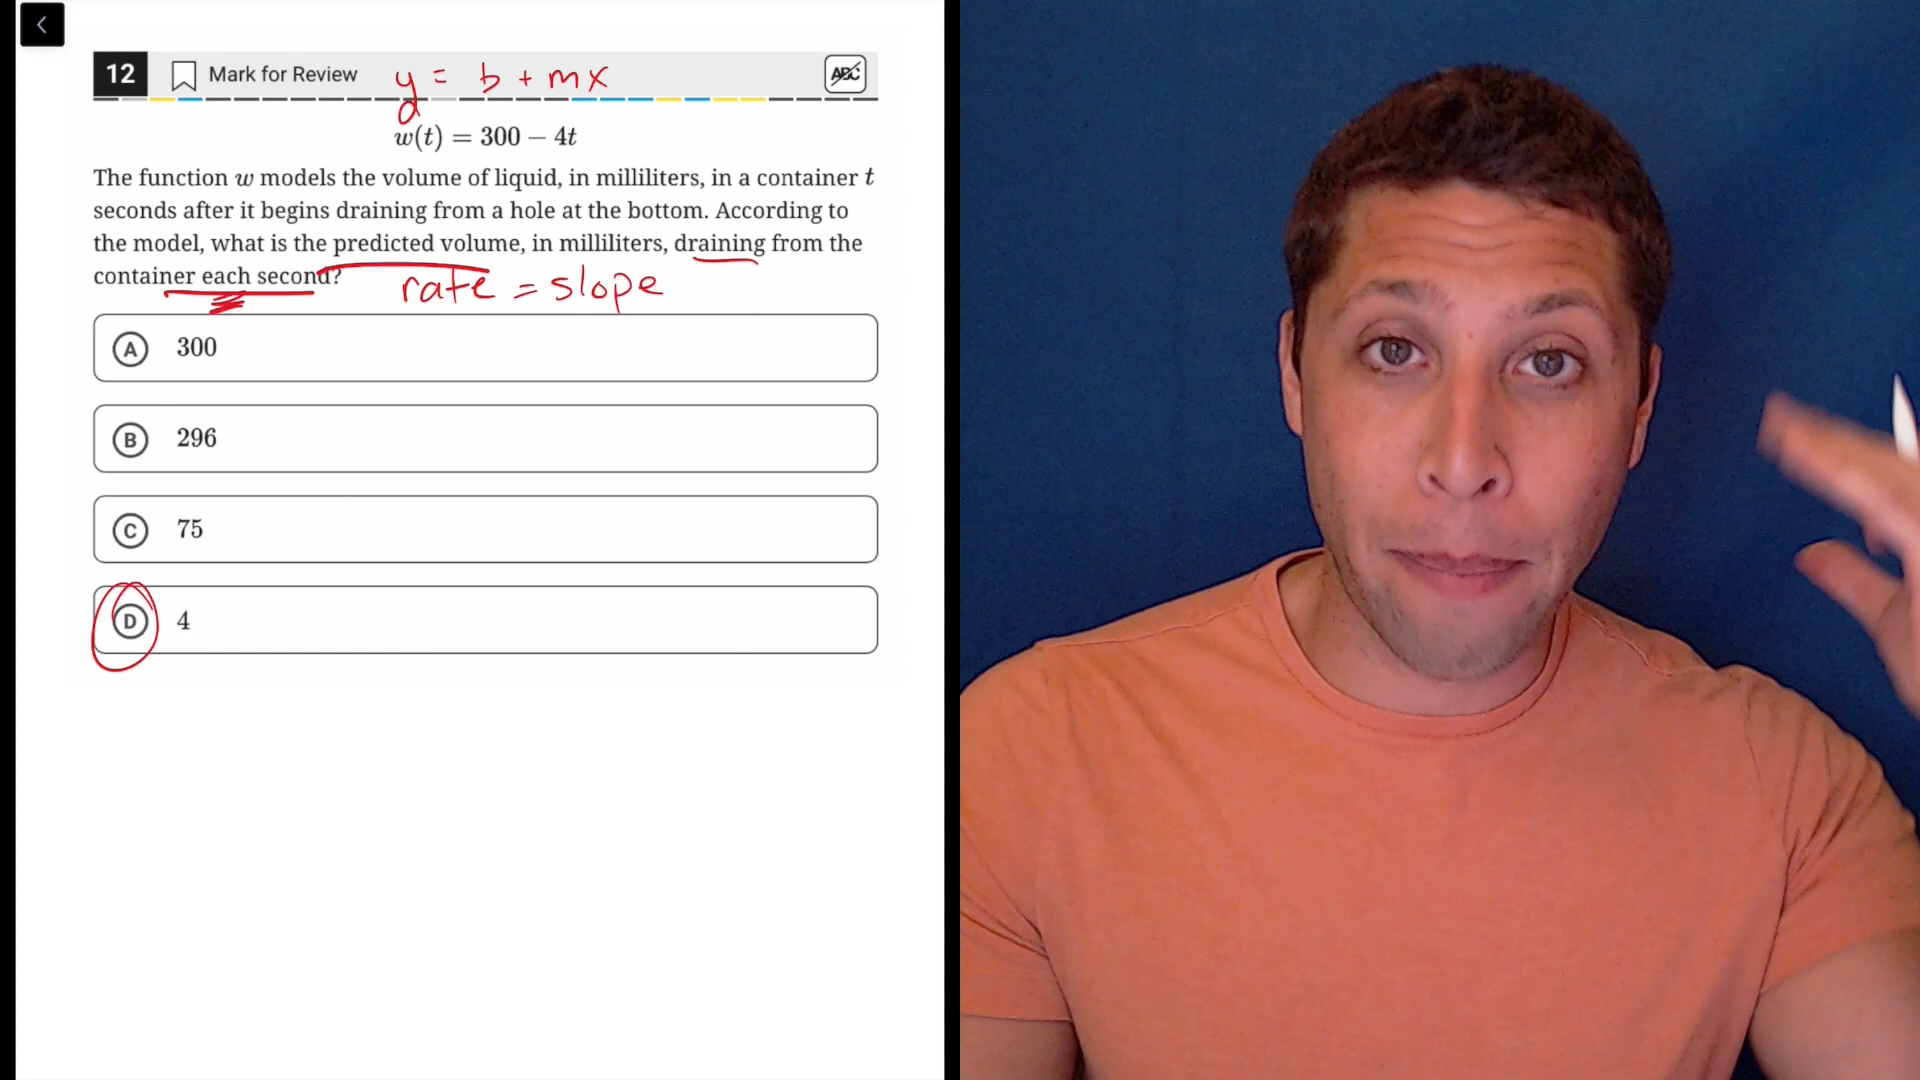 12 Mark for Review y = b + mx ABC
w(t) = 300 – 4t
The function w models the volume of liquid, in milliliters, in a container t
seconds after it begins draining from a hole at the bottom. According to
the model, what is the predicted volume, in milliliters, draining from the
container each second? rate = slope
A 300
B 296
C 75
D 4